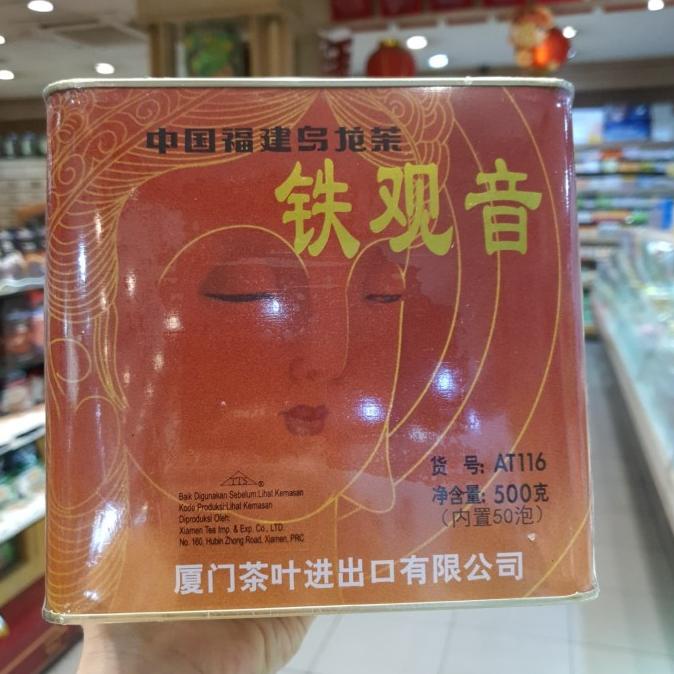 中国福建乌龙茶
铁观音
货 号: AT116
净含量: 500克
(内置50泡)
TTS®
Baik Digunakan Sebelum:Lihat Kemasan
Kode Produksi:Lihat Kemasan
Diproduksi Oleh:
Xiamen Tea Imp. & Exp. Co., LTD.
No. 160, Hubin Zhong Road, Xiamen, PRC
厦门茶叶进出口有限公司